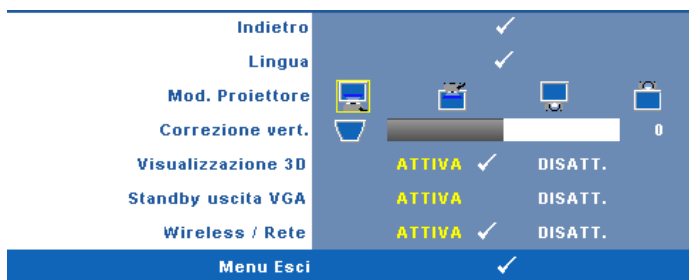 Indietro
Lingua
Mod. Proiettore
Correzione vert. 0
Visualizzazione 3D ATTIVA DISATT.
Standby uscita VGA ATTIVA DISATT.
Wireless / Rete ATTIVA DISATT.
Menu Esci